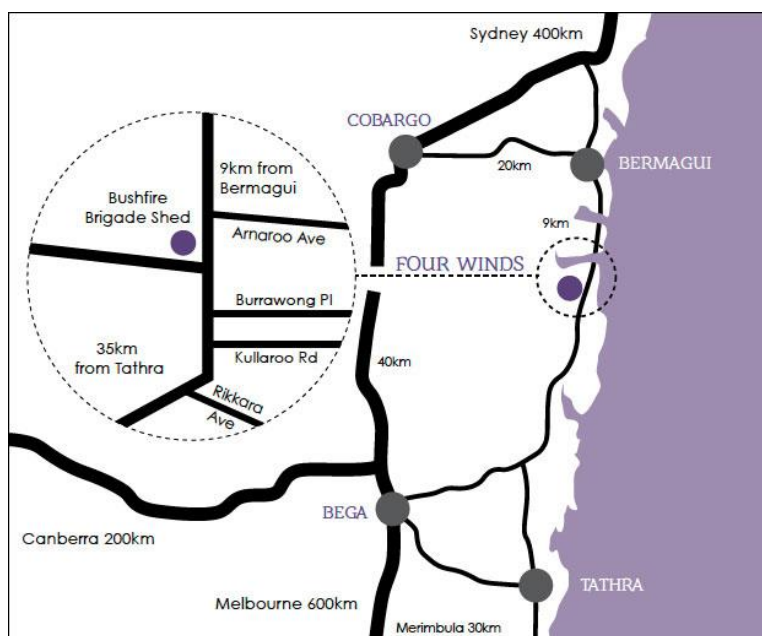 Sydney 400km
COBARGO
20km
BERMAGUI
9km from
Bermagui
Bushfire
Brigade Shed
Arnaroo Ave
9km
FOUR WINDS
Burrawong Pl
35km
from Tathra
Kullaroo Rd
40km
Rikkara
Ave
BEGA
Canberra 200km
TATHRA
Melbourne 600km
Merimbula 30km